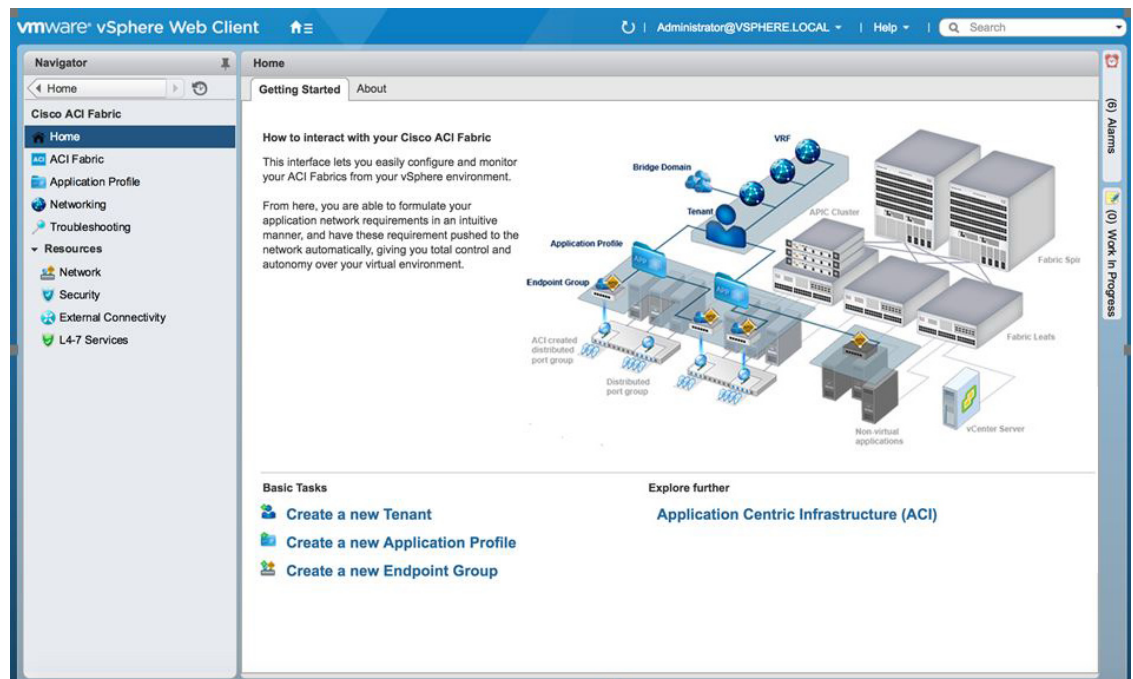 vmware® vSphere Web Client
Administrator@VSPHERE.LOCAL
Help
Search
Navigator
Home
Cisco ACI Fabric
Home
ACI Fabric
Application Profile
Networking
Troubleshooting
Resources
Network
Security
External Connectivity
L4-7 Services
Home
Getting Started
About
How to interact with your Cisco ACI Fabric
This interface lets you easily configure and monitor
your ACI Fabrics from your vSphere environment.
From here, you are able to formulate your
application network requirements in an intuitive
manner, and have these requirement pushed to the
network automatically, giving you total control and
autonomy over your virtual environment.
VRF
Bridge Domain
Tenant
APIC Cluster
Application Profile
Fabric Spin
Endpoint Group
APP
APP
Fabric Leafs
ACI created
distributed
port group
Distributed
port group
Non-virtual
applications
vCenter Server
Basic Tasks
Create a new Tenant
Create a new Application Profile
Create a new Endpoint Group
Explore further
Application Centric Infrastructure (ACI)
(6) Alarms
(0) Work In Progress